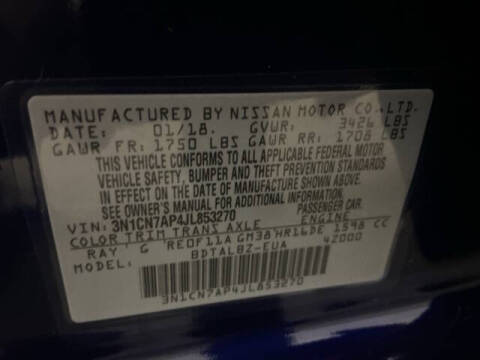 MANUFACTURED BY NISSAN MOTOR CO.,LTD.
DATE: 01/18. GVWR: 3426 LBS
GAWR FR: 1750 LBS GAWR RR: 1708 LBS
THIS VEHICLE CONFORMS TO ALL APPLICABLE FEDERAL MOTOR
VEHICLE SAFETY, BUMPER AND THEFT PREVENTION STANDARDS
IN EFFECT ON THE DATE OF MANUFACTURE SHOWN ABOVE.
SEE OWNER'S MANUAL FOR ADDITIONAL INFORMATION.
PASSENGER CAR
VIN: 3N1CN7AP4JL853270
COLOR TRIM TRANS AXLE
RAY G RE0F11A GM38 HR16DE 1598 CC
MODEL: BDTALBZ-EUA 42000
3N1CN7AP4JL853270